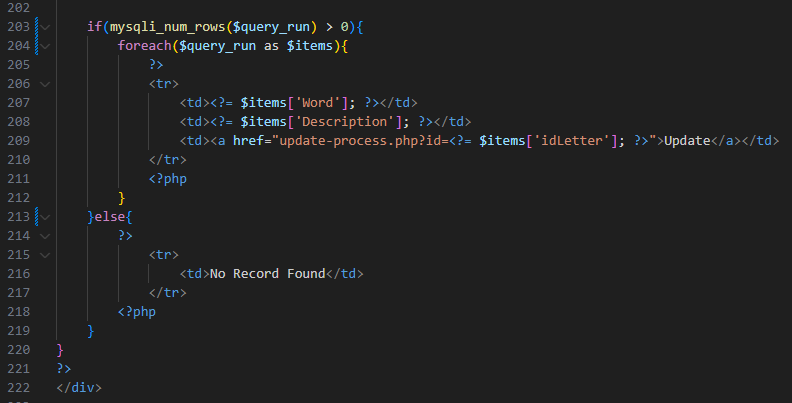 202
203 if(mysqli_num_rows($query_run) > 0){
204 foreach($query_run as $items){
205 ?>
206 <tr>
207 <td><?= $items['Word']; ?></td>
208 <td><?= $items['Description']; ?></td>
209 <td><a href="update-process.php?id=<?= $items['idLetter']; ?>">Update</a></td>
210 </tr>
211 <?php
212 }
213 }else{
214 ?>
215 <tr>
216 <td>No Record Found</td>
217 </tr>
218 <?php
219 }
220 }
221 ?>
222 </div>